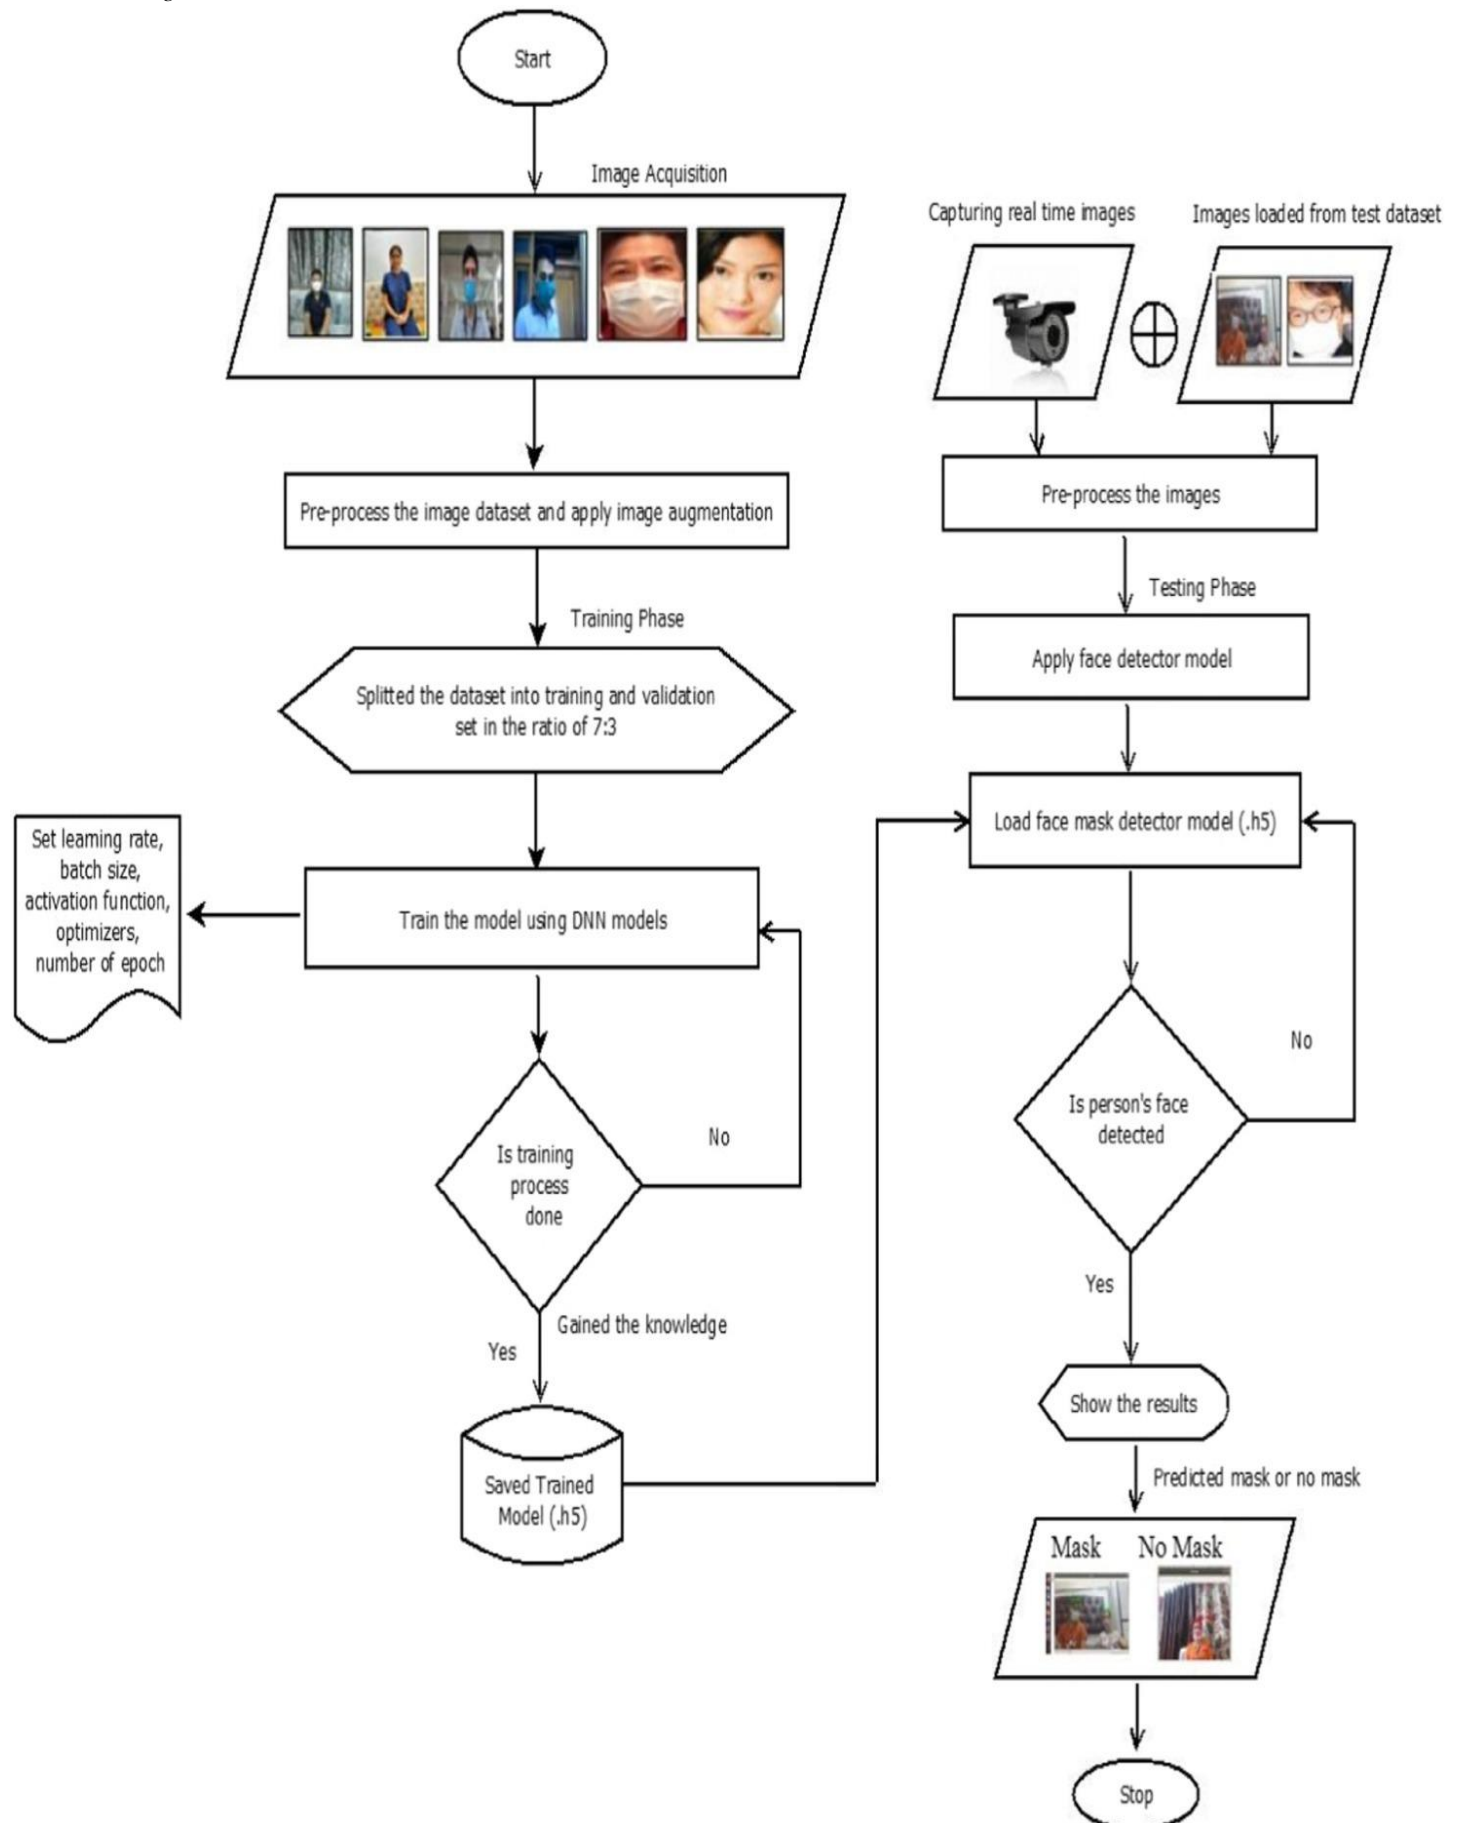 Start
Image Acquisition
Pre-process the image dataset and apply image augmentation
Training Phase
Splitted the dataset into training and validation
set in the ratio of 7:3
Set learning rate,
batch size,
activation function,
optimizers,
number of epoch
Train the model using DNN models
No
Is training
process
done
Gained the knowledge
Yes
Saved Trained
Model (.h5)
Capturing real time images
Images loaded from test dataset
Pre-process the images
Testing Phase
Apply face detector model
Load face mask detector model (.h5)
No
Is person's face
detected
Yes
Show the results
Predicted mask or no mask
Mask No Mask
Stop